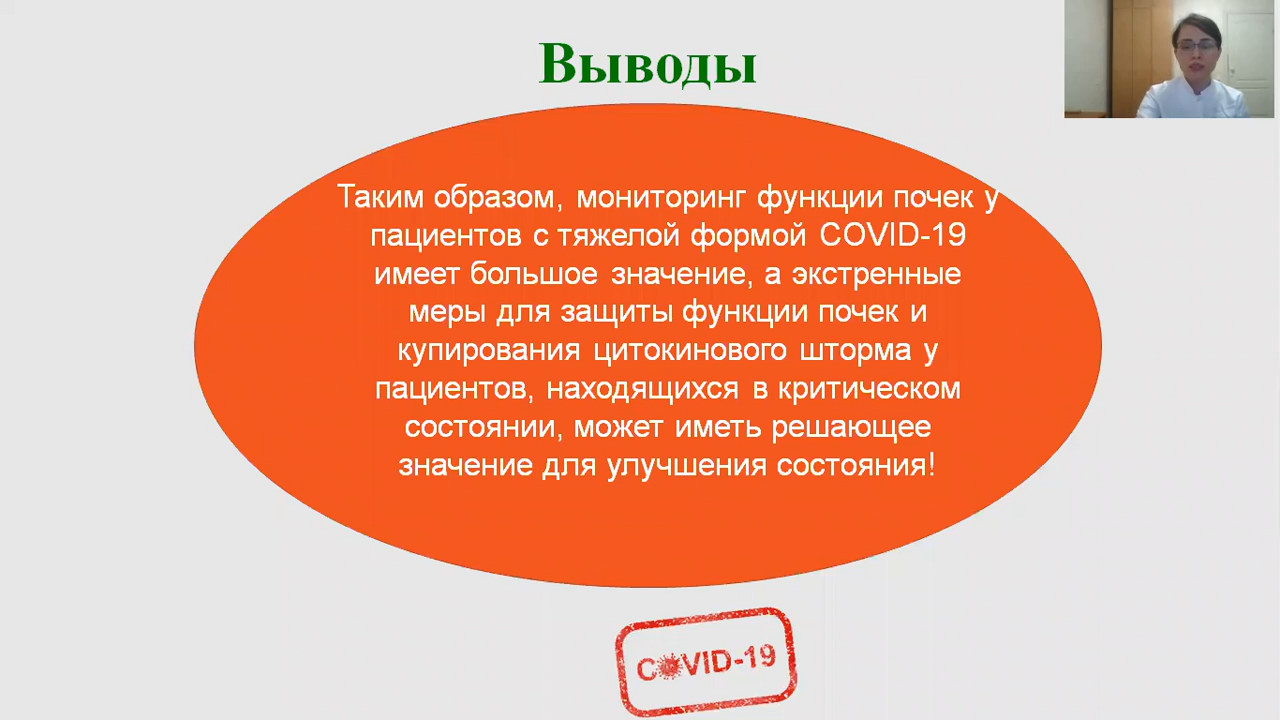 Выводы
Таким образом, мониторинг функции почек у
пациентов с тяжелой формой COVID-19
имеет большое значение, а экстренные
меры для защиты функции почек и
купирования цитокинового шторма у
пациентов, находящихся в критическом
состоянии, может иметь решающее
значение для улучшения состояния!
COVID-19